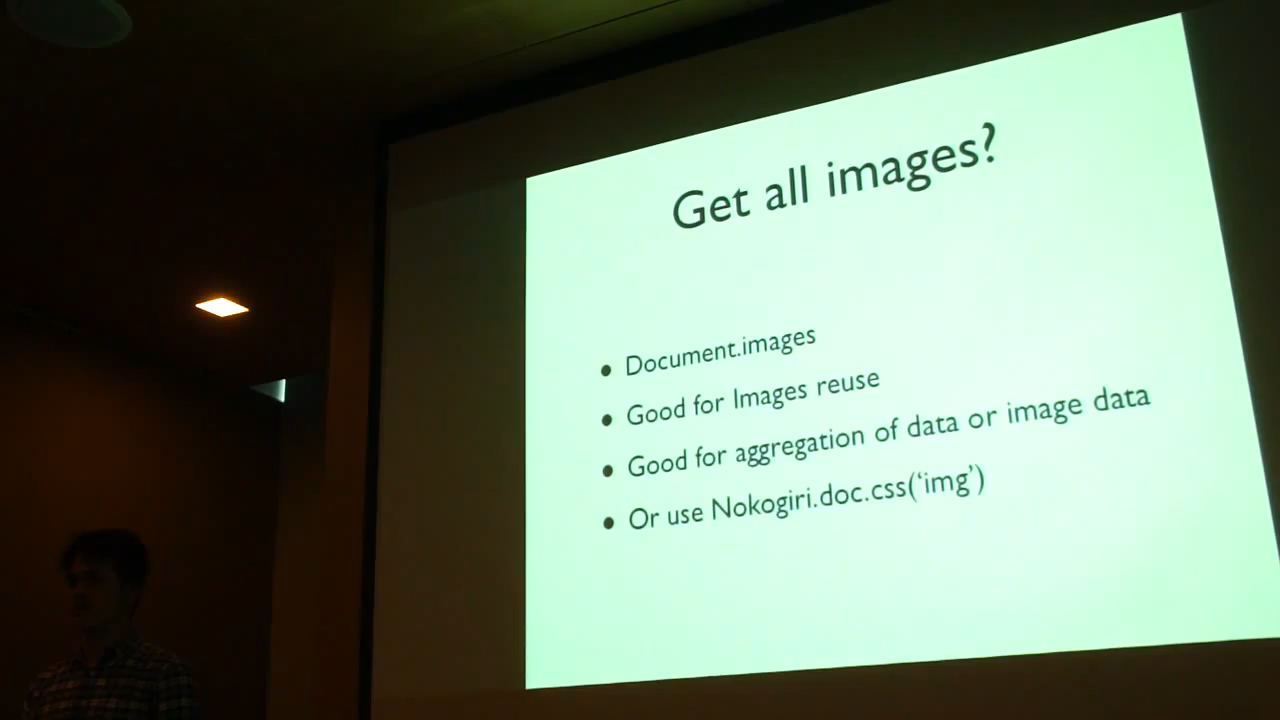 Get all images?
• Document.images
• Good for Images reuse
• Good for aggregation of data or image data
• Or use Nokogiri.doc.css(‘img’)